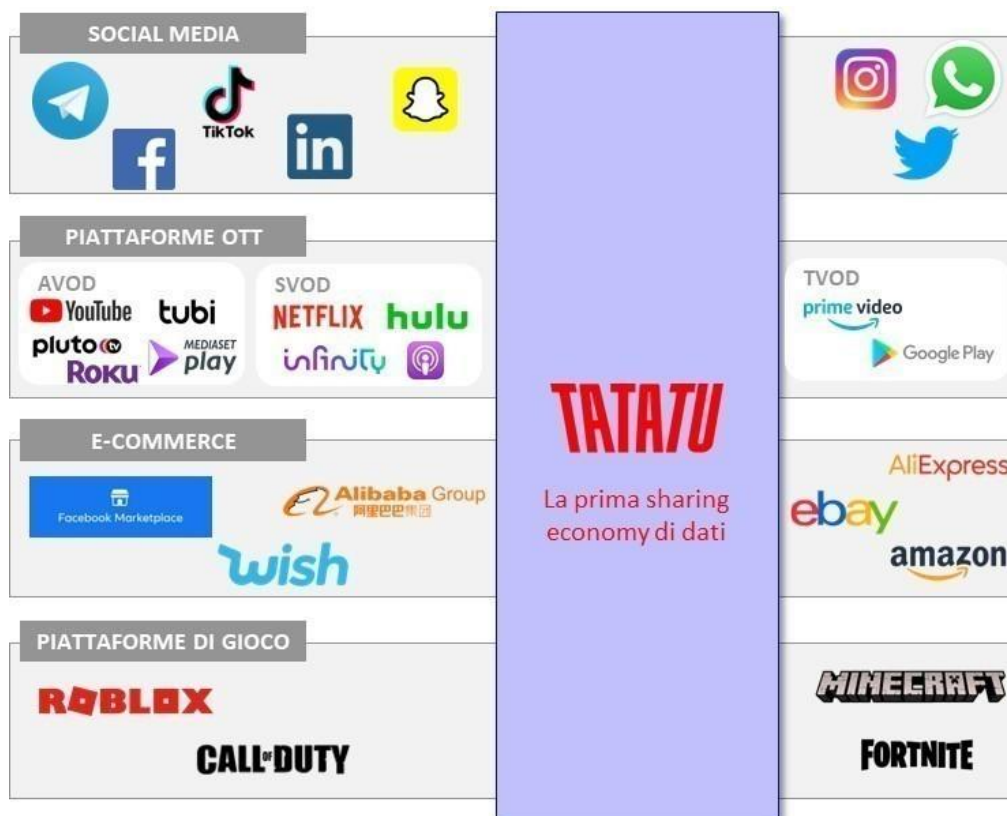 SOCIAL MEDIA
TikTok
f
in
PIATTAFORME OTT
AVOD
YouTube
tubi
pluto tv
Roku
MEDIASET
play
SVOD
NETFLIX
hulu
infinity
TVOD
prime video
Google Play
E-COMMERCE
Facebook Marketplace
Alibaba Group
阿里巴巴集团
wish
TATATU
La prima sharing
economy di dati
AliExpress
ebay
amazon
PIATTAFORME DI GIOCO
ROBLOX
CALL OF DUTY
MINECRAFT
FORTNITE